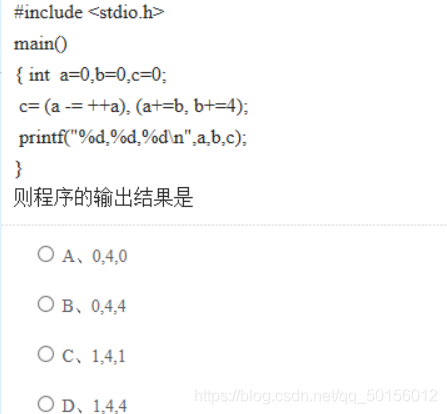 #include <stdio.h>
main()
{ int a=0,b=0,c=0;
c= (a -= ++a), (a+=b, b+=4);
printf("%d,%d,%d\n",a,b,c);
}
则程序的输出结果是
A、0,4,0
B、0,4,4
C、1,4,1
D、1,4,4
https://blog.csdn.net/qq_50156012